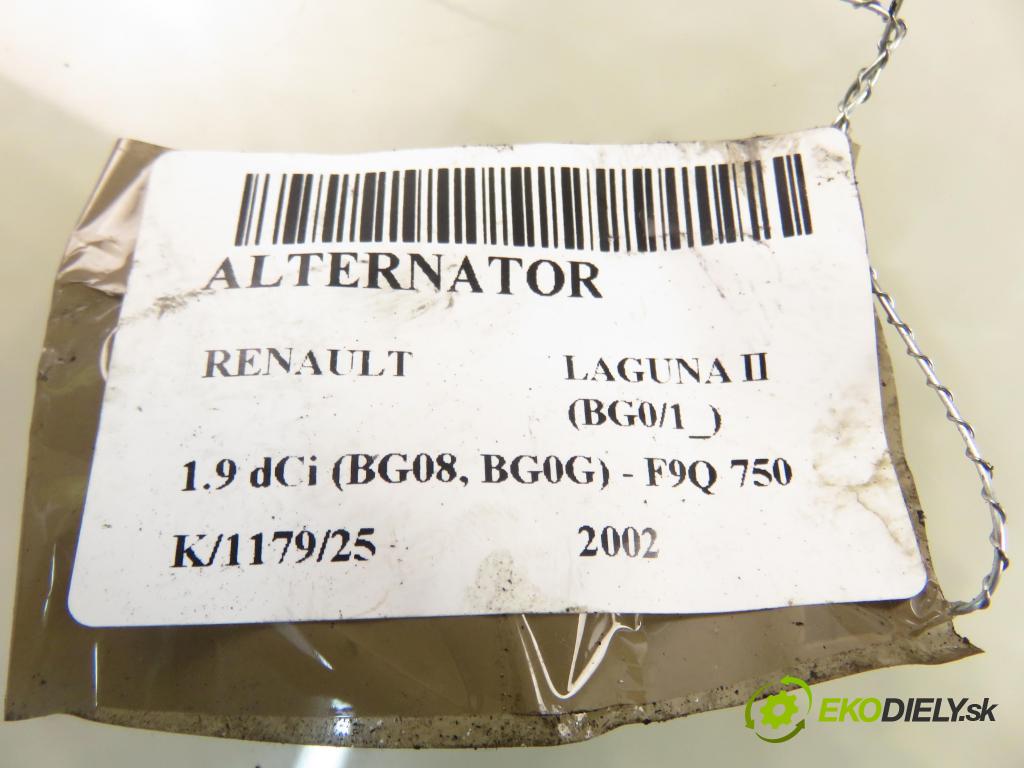 ALTERNATOR
RENAULT LAGUNA II
(BG0/1_)
1.9 dCi (BG08, BG0G) - F9Q 750
K/1179/25 2002
EKODIELY.sk